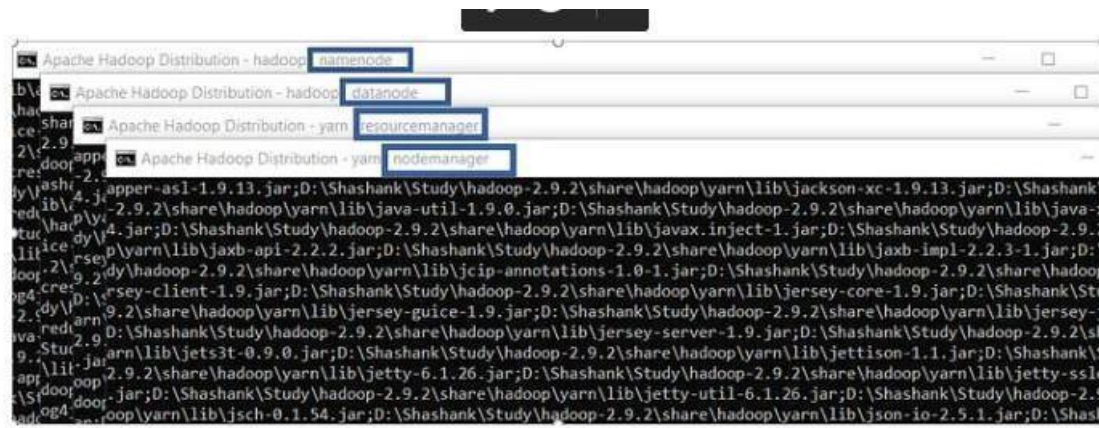 Apache Hadoop Distribution - hadoop namenode
Apache Hadoop Distribution - hadoop datanode
Apache Hadoop Distribution - yarn resourcemanager
Apache Hadoop Distribution - yarn nodemanager
apper-asl-1.9.13.jar;D:\Shashank\Study\hadoop-2.9.2\share\hadoop\yarn\lib\jackson-xc-1.9.13.jar;D:\Shashank
-2.9.2\share\hadoop\yarn\lib\java-util-1.9.0.jar;D:\Shashank\Study\hadoop-2.9.2\share\hadoop\yarn\lib\java-
4.jar;D:\Shashank\Study\hadoop-2.9.2\share\hadoop\yarn\lib\javax.inject-1.jar;D:\Shashank\Study\hadoop-2.9.
p\yarn\lib\jaxb-api-2.2.2.jar;D:\Shashank\Study\hadoop-2.9.2\share\hadoop\yarn\lib\jaxb-impl-2.2.3-1.jar;D:
dy\hadoop-2.9.2\share\hadoop\yarn\lib\jcip-annotations-1.0-1.jar;D:\Shashank\Study\hadoop-2.9.2\share\hadoo
rsey-client-1.9.jar;D:\Shashank\Study\hadoop-2.9.2\share\hadoop\yarn\lib\jersey-core-1.9.jar;D:\Shashank\St
9.2\share\hadoop\yarn\lib\jersey-guice-1.9.jar;D:\Shashank\Study\hadoop-2.9.2\share\hadoop\yarn\lib\jersey-
D:\Shashank\Study\hadoop-2.9.2\share\hadoop\yarn\lib\jersey-server-1.9.jar;D:\Shashank\Study\hadoop-2.9.2\s
arn\lib\jets3t-0.9.0.jar;D:\Shashank\Study\hadoop-2.9.2\share\hadoop\yarn\lib\jettison-1.1.jar;D:\Shashank\
2.9.2\share\hadoop\yarn\lib\jetty-6.1.26.jar;D:\Shashank\Study\hadoop-2.9.2\share\hadoop\yarn\lib\jetty-ssl
.jar;D:\Shashank\Study\hadoop-2.9.2\share\hadoop\yarn\lib\jetty-util-6.1.26.jar;D:\Shashank\Study\hadoop-2.
oop\yarn\lib\jsch-0.1.54.jar;D:\Shashank\Study\hadoop-2.9.2\share\hadoop\yarn\lib\json-io-2.5.1.jar;D:\Shas